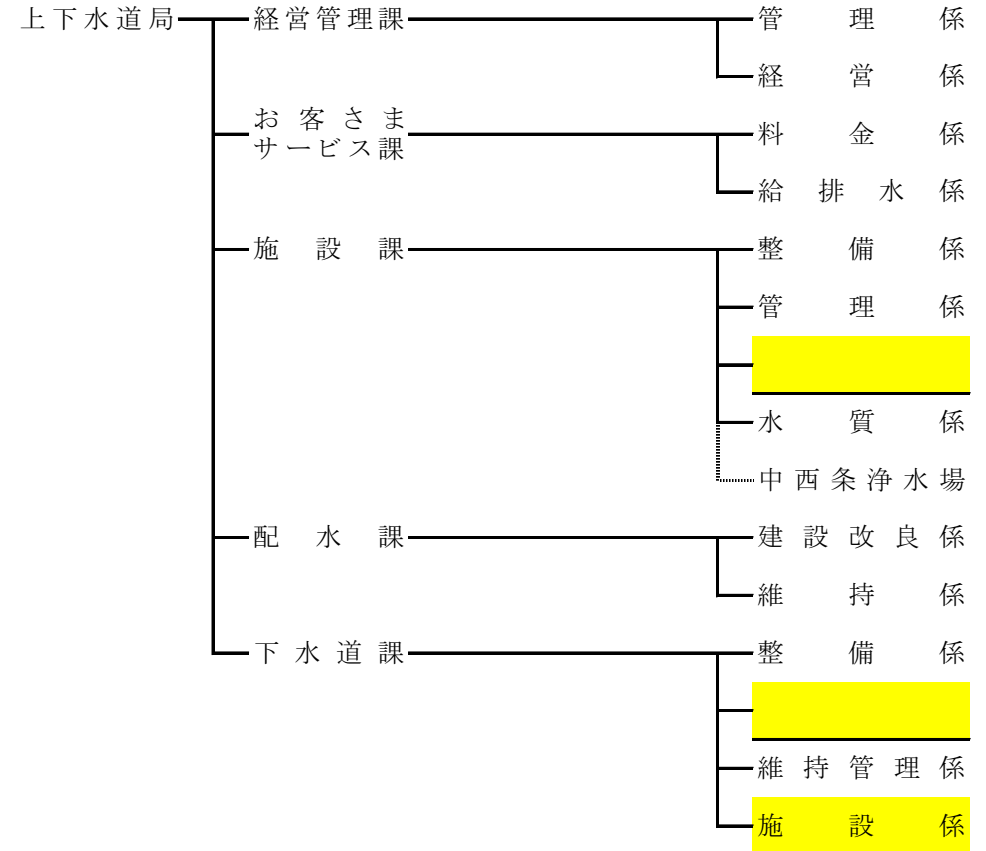 上下水道局 経営管理課 管理係
経営係
お客さま
サービス課 料金係
給排水係
施設課 整備係
管理係
水質係
中西条浄水場
配水課 建設改良係
維持係
下水道課 整備係
維持管理係
施設係